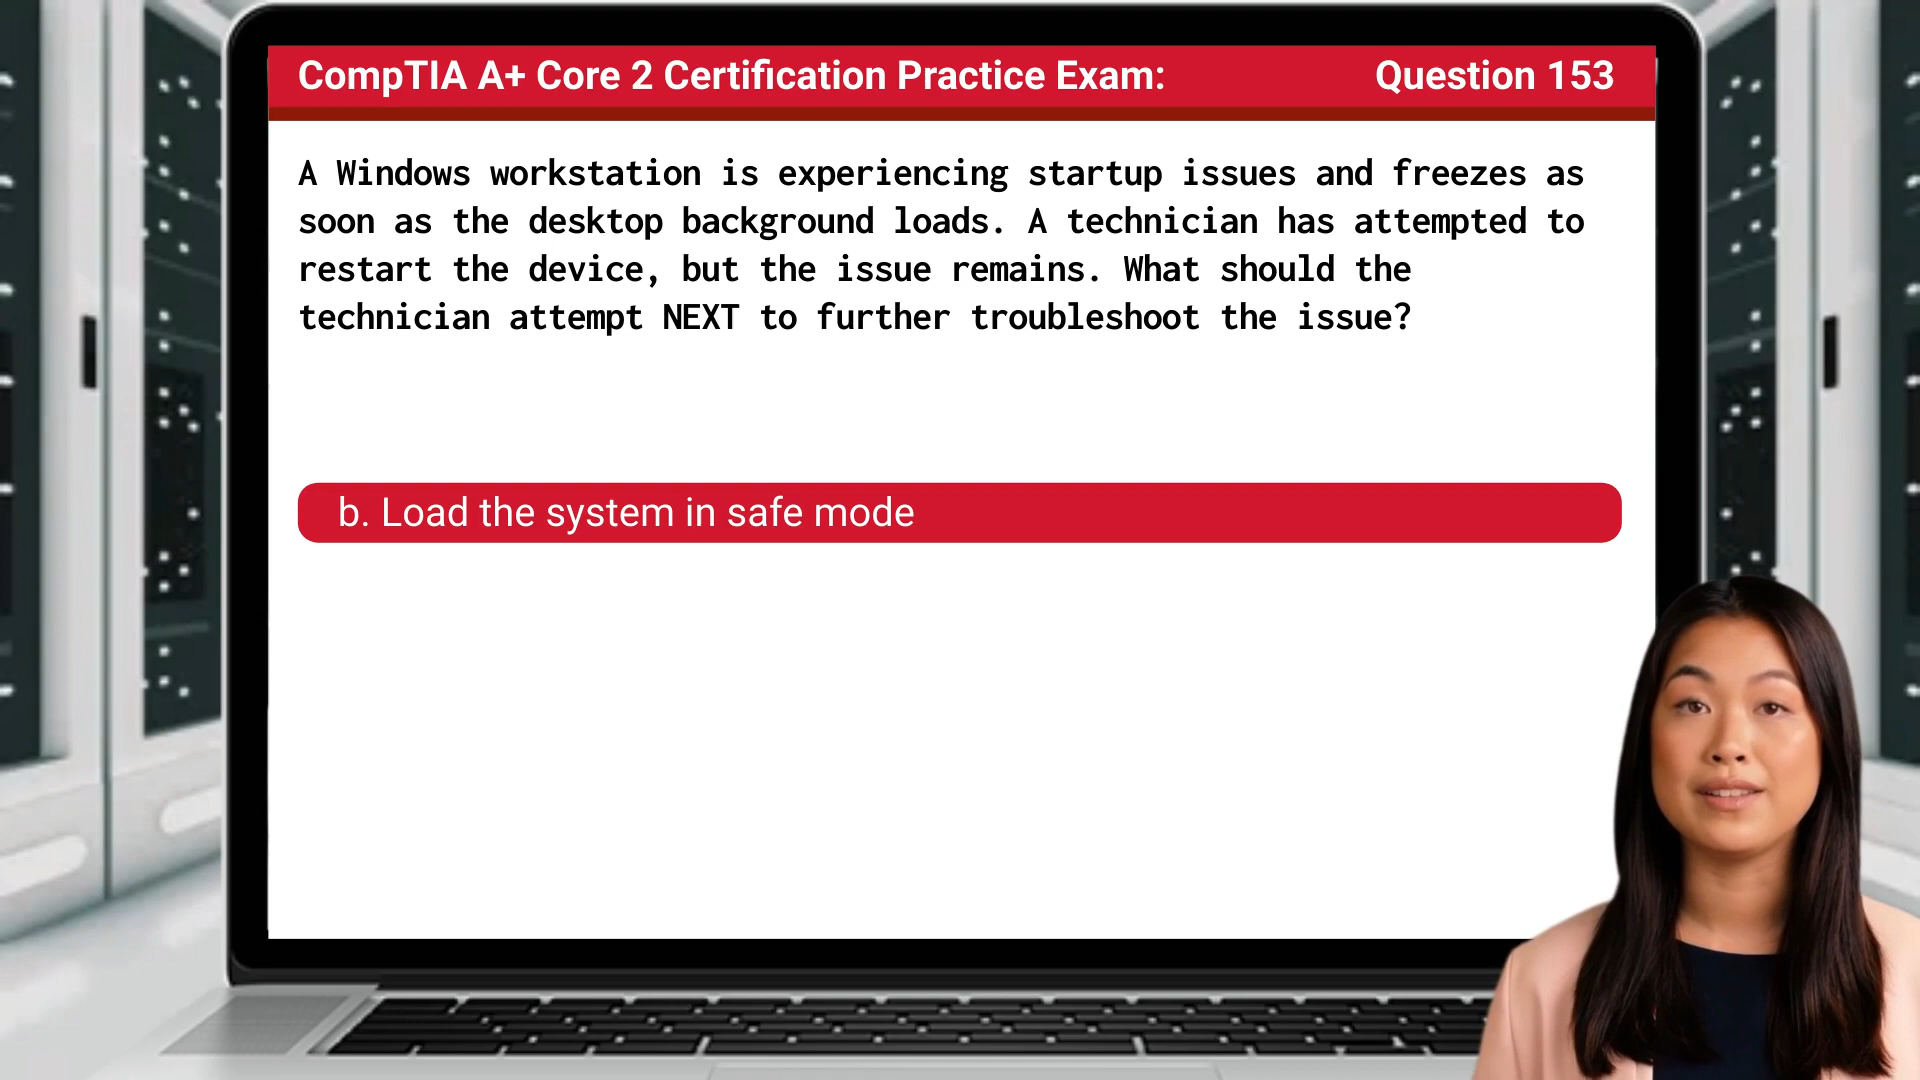 CompTIA A+ Core 2 Certification Practice Exam: Question 153
A Windows workstation is experiencing startup issues and freezes as
soon as the desktop background loads. A technician has attempted to
restart the device, but the issue remains. What should the
technician attempt NEXT to further troubleshoot the issue?
b. Load the system in safe mode